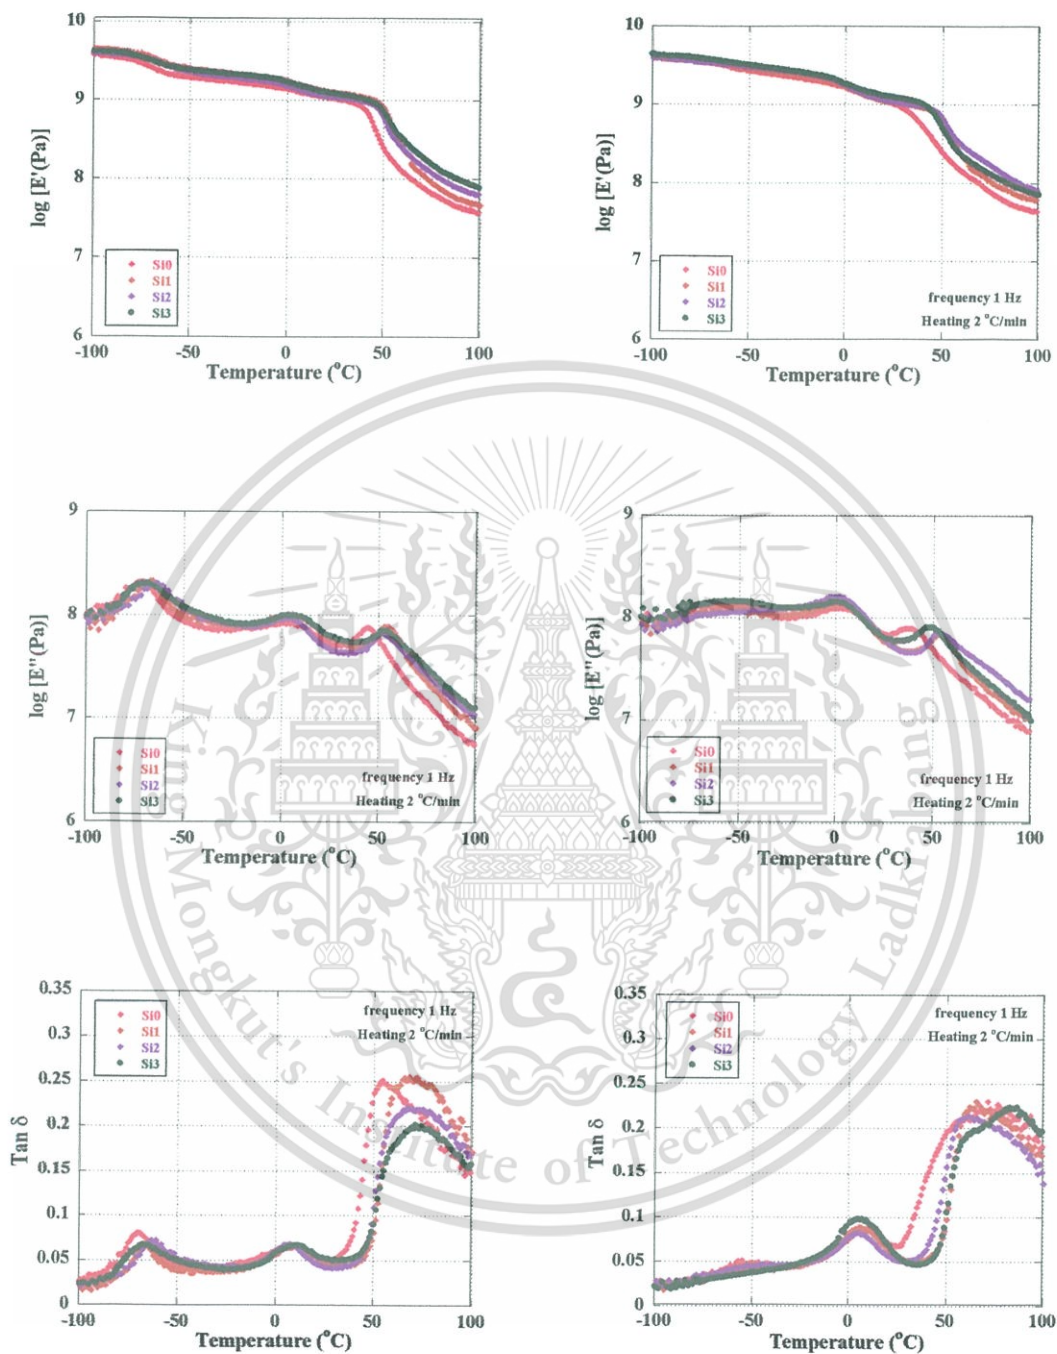 10
9
8
7
6
log [E'(Pa)]
Si0
Si1
Si2
Si3
-100
-50
0
50
100
Temperature (°C)
10
9
8
7
6
log [E'(Pa)]
Si0
Si1
Si2
Si3
frequency 1 Hz
Heating 2 °C/min
-100
-50
0
50
100
Temperature (°C)
9
8
7
6
log [E''(Pa)]
Si0
Si1
Si2
Si3
frequency 1 Hz
Heating 2 °C/min
-100
-50
0
50
100
Temperature (°C)
9
8
7
6
log [E''(Pa)]
Si0
Si1
Si2
Si3
frequency 1 Hz
Heating 2 °C/min
-100
-50
0
50
100
Temperature (°C)
0.35
0.3
0.25
0.2
0.15
0.1
0.05
0
Tan δ
Si0
Si1
Si2
Si3
frequency 1 Hz
Heating 2 °C/min
-100
-50
0
50
100
Temperature (°C)
0.35
0.3
0.25
0.2
0.15
0.1
0.05
0
Tan δ
Si0
Si1
Si2
Si3
frequency 1 Hz
Heating 2 °C/min
-100
-50
0
50
100
Temperature (°C)
King Mongkut's Institute of Technology Ladkrabang